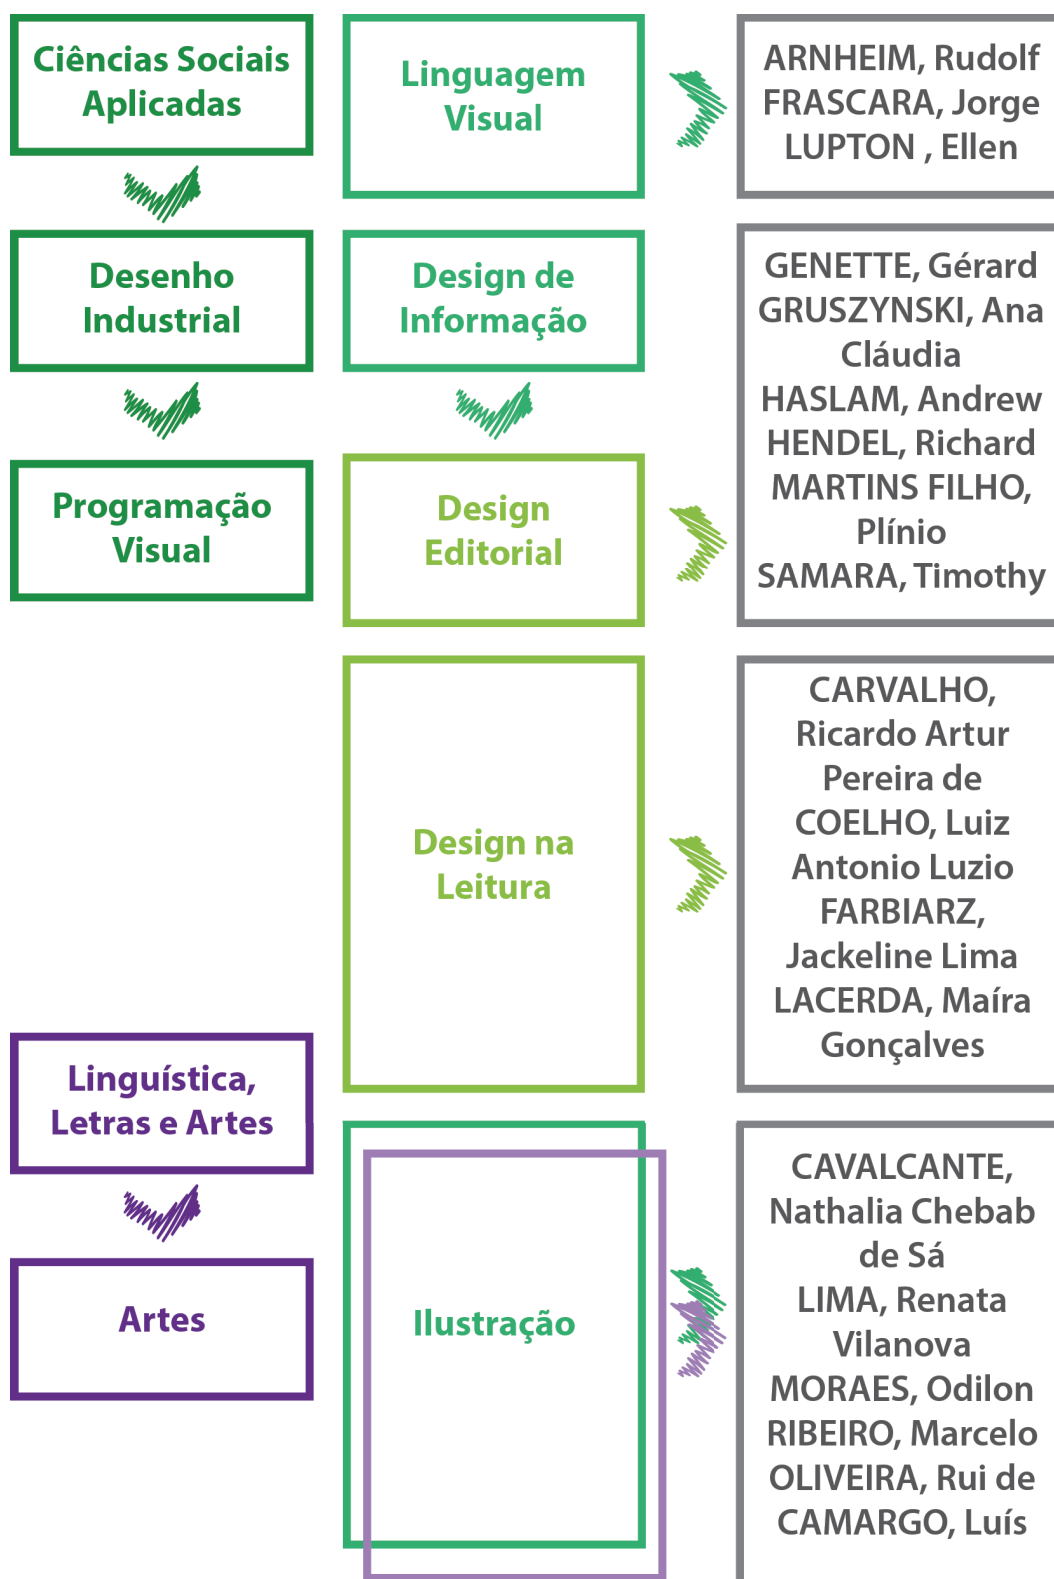 Ciências Sociais
Aplicadas
Linguagem
Visual
ARNHEIM, Rudolf
FRASCARA, Jorge
LUPTON , Ellen
Desenho
Industrial
Design de
Informação
GENETTE, Gérard
GRUSZYNSKI, Ana
Cláudia
HASLAM, Andrew
HENDEL, Richard
MARTINS FILHO,
Plínio
SAMARA, Timothy
Programação
Visual
Design
Editorial
Design na
Leitura
CARVALHO,
Ricardo Artur
Pereira de
COELHO, Luiz
Antonio Luzio
FARBIARZ,
Jackeline Lima
LACERDA, Maíra
Gonçalves
Linguística,
Letras e Artes
Artes
Ilustração
CAVALCANTE,
Nathalia Chebab
de Sá
LIMA, Renata
Vilanova
MORAES, Odilon
RIBEIRO, Marcelo
OLIVEIRA, Rui de
CAMARGO, Luís